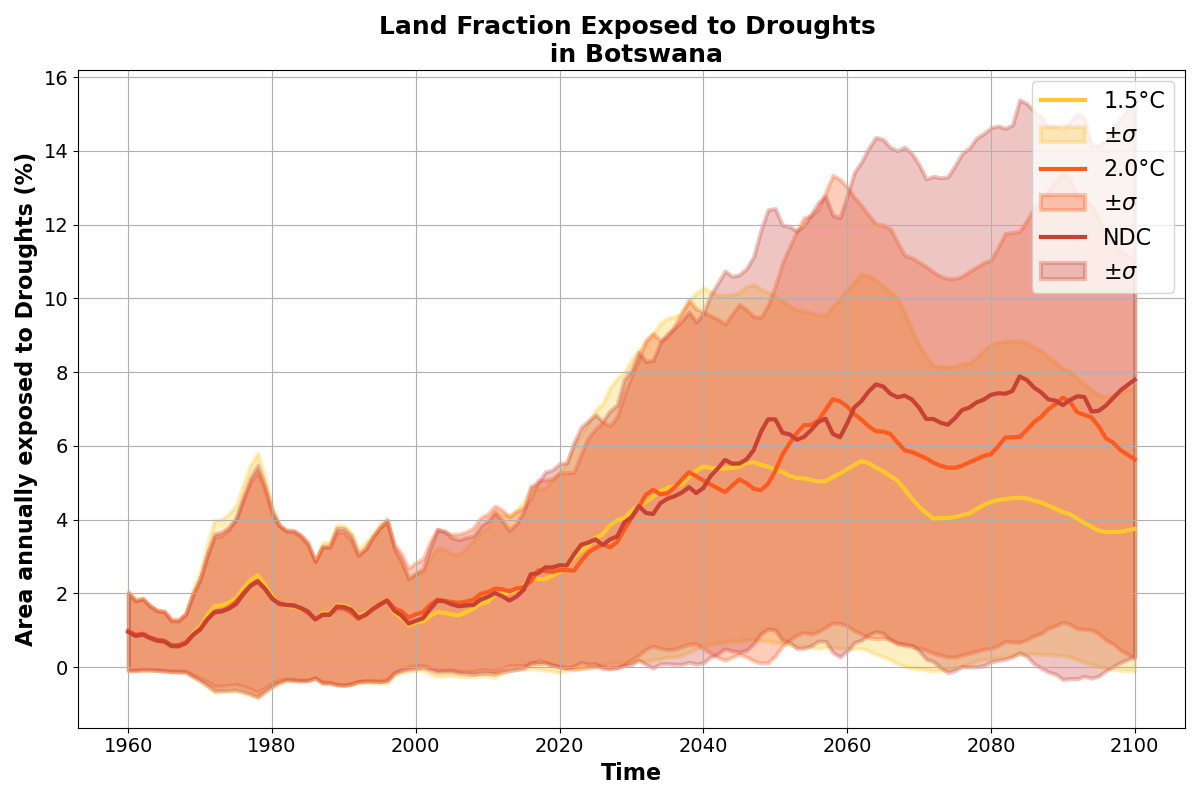 Land Fraction Exposed to Droughts
in Botswana
Area annually exposed to Droughts (%)
16
14
12
10
8
6
4
2
0
1960
1980
2000
2020
2040
2060
2080
2100
Time
1.5°C
±σ
2.0°C
±σ
NDC
±σ